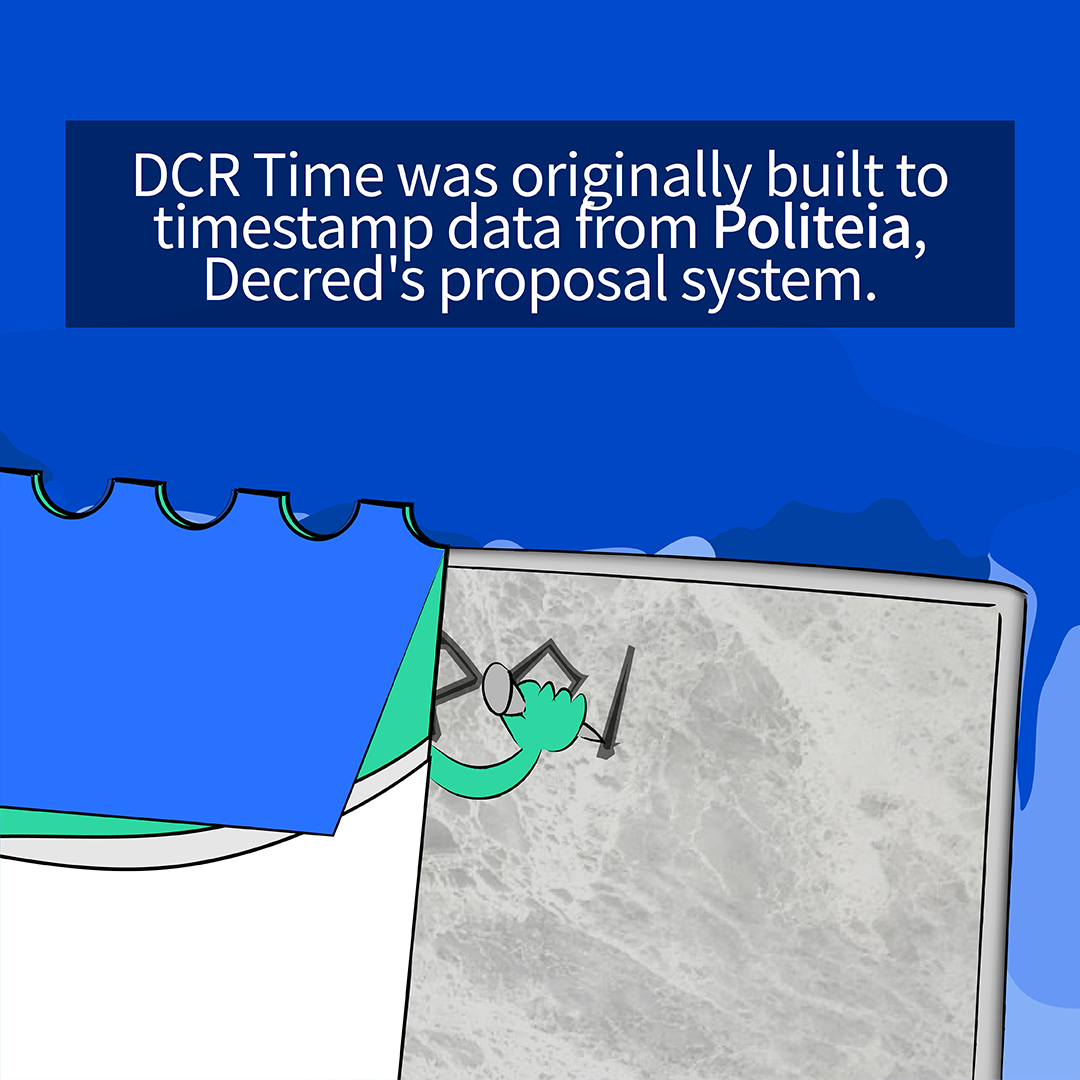 DCR Time was originally built to
timestamp data from Politeia,
Decred's proposal system.